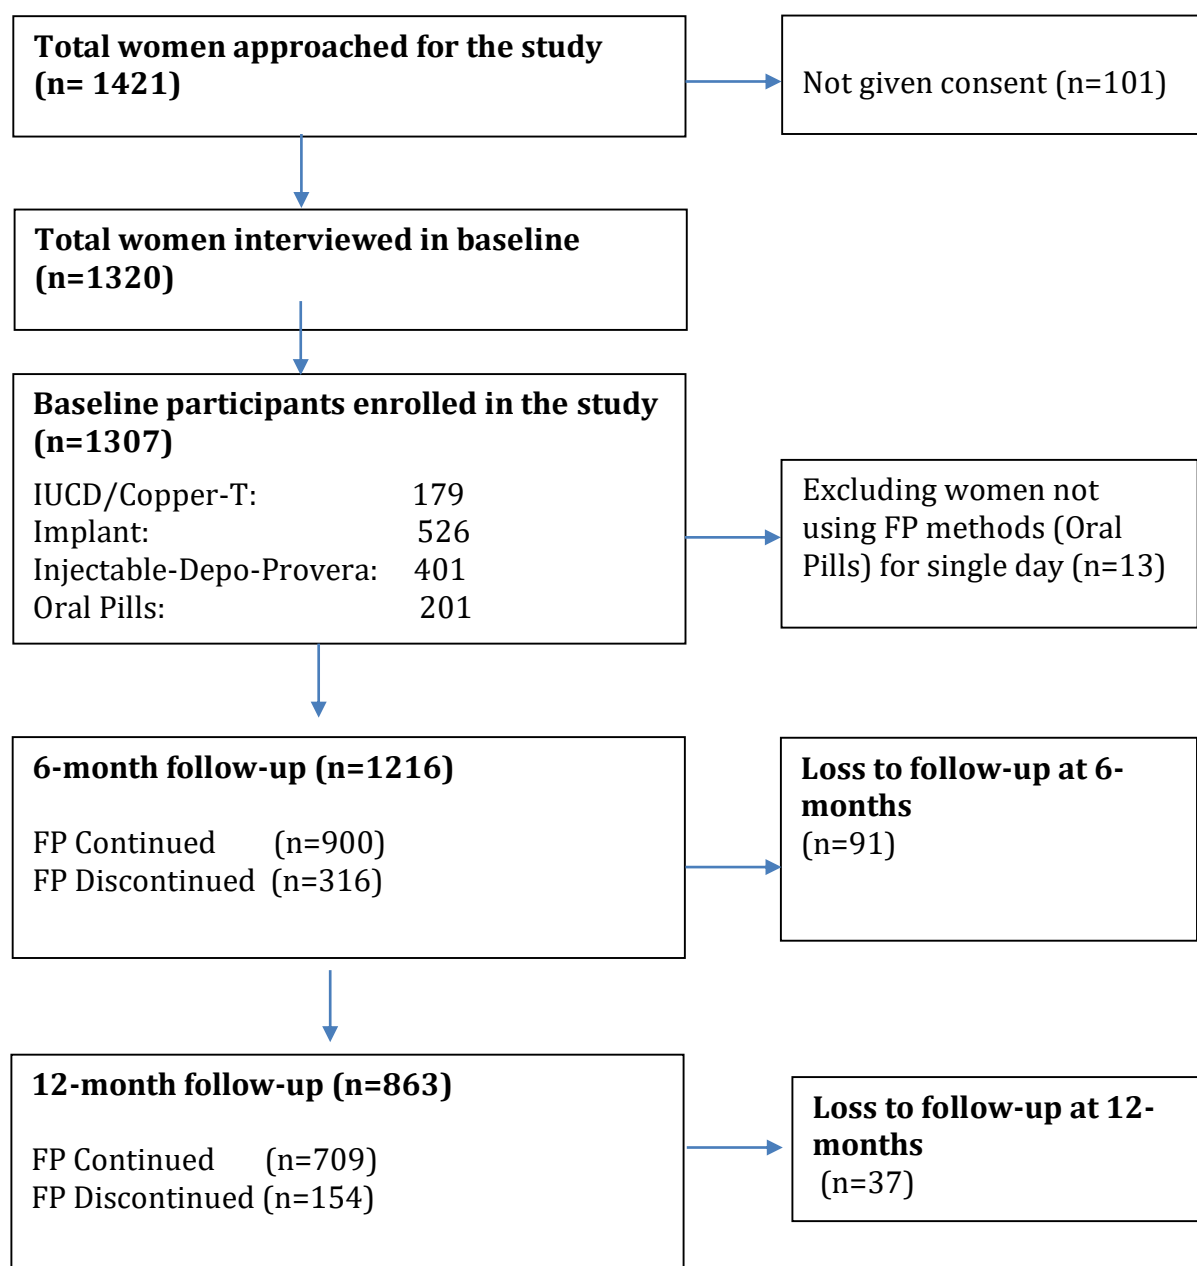 Total women approached for the study
(n= 1421)
Not given consent (n=101)
Total women interviewed in baseline
(n=1320)
Baseline participants enrolled in the study
(n=1307)
IUCD/Copper-T: 179
Implant: 526
Injectable-Depo-Provera: 401
Oral Pills: 201
Excluding women not
using FP methods (Oral
Pills) for single day (n=13)
6-month follow-up (n=1216)
FP Continued (n=900)
FP Discontinued (n=316)
Loss to follow-up at 6-
months
(n=91)
12-month follow-up (n=863)
FP Continued (n=709)
FP Discontinued (n=154)
Loss to follow-up at 12-
months
(n=37)